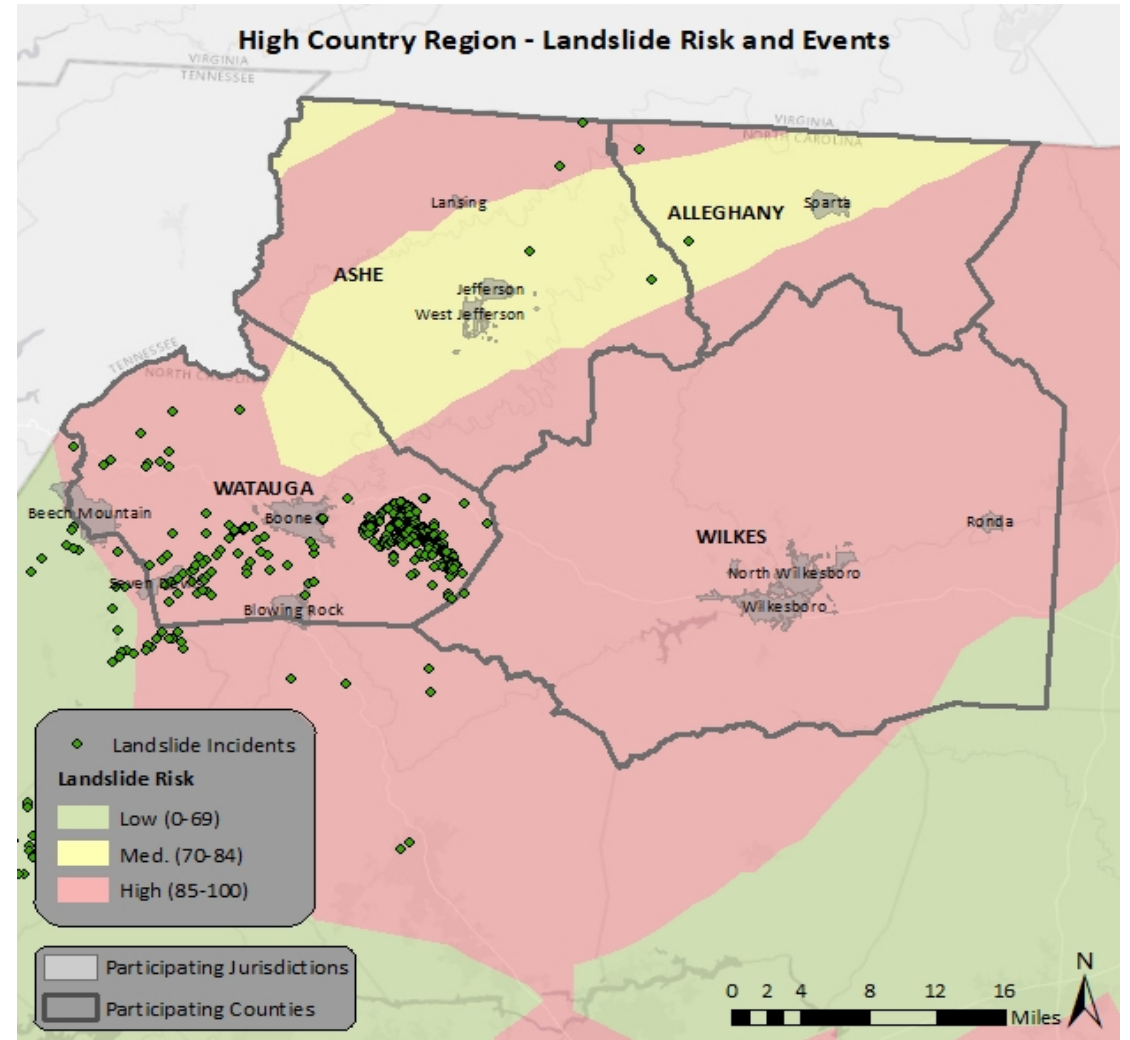 High Country Region - Landslide Risk and Events
VIRGINIA
TENNESSEE
VIRGINIA
NORTH CAROLINA
Lansing
ALLEGHANY
Sparta
ASHE
Jefferson
West Jefferson
TENNESSEE
NORTH CAROLINA
WATAUGA
Beech Mountain
Boone
WILKES
Ronda
North Wilkesboro
Seven Devils
Wilkesboro
Blowing Rock
Landslide Incidents
Landslide Risk
Low (0-69)
Med. (70-84)
High (85-100)
Participating Jurisdictions
Participating Counties
N
0 2 4 8 12 16
Miles